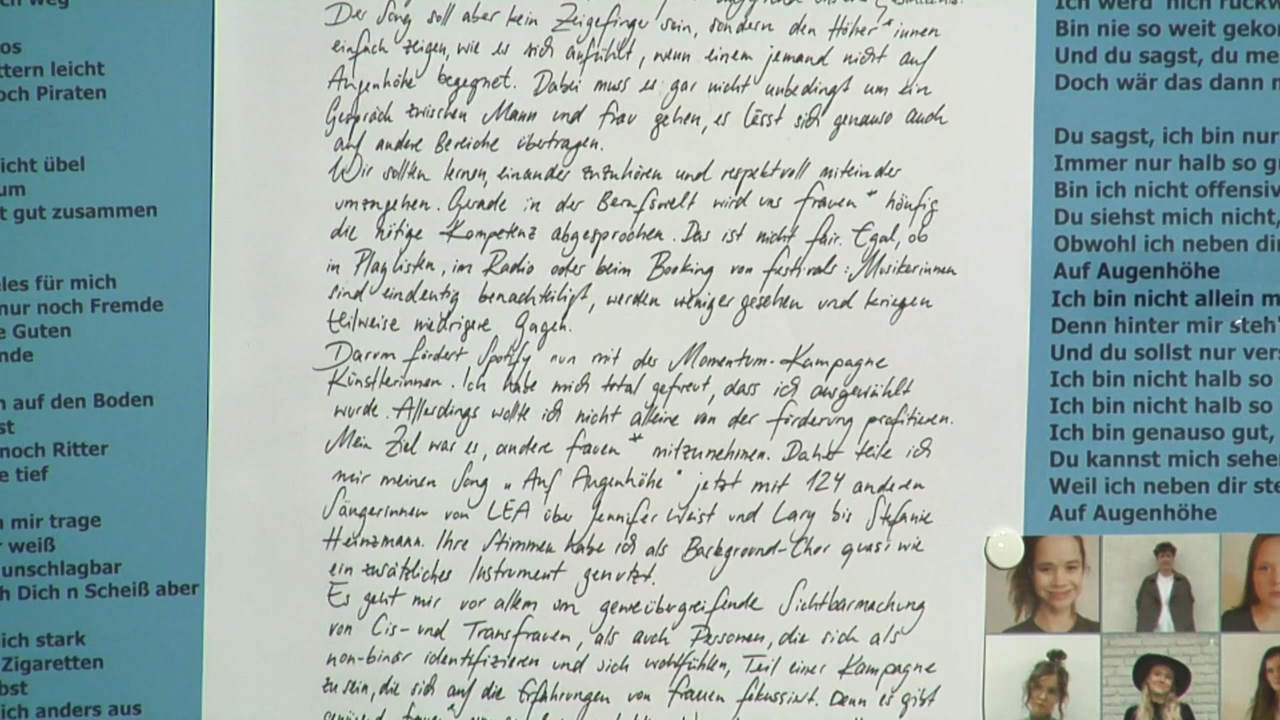 weg
os
ttern leicht
och Piraten
icht übel
um
t gut zusammen
les für mich
nur noch Fremde
e Guten
nde
n auf den Boden
st
noch Ritter
e tief
n mir trage
r weiß
unschlagbar
h Dich n Scheiß aber
ich stark
Zigaretten
bst
ich anders aus
Der Song soll aber kein Zeigefinger sein, sondern den Hörer*innen
einfach zeigen, wie es sich anfühlt, wenn einem jemand nicht auf
Augenhöhe begegnet. Dabei muss es gar nicht unbedingt um ein
Gespräch zwischen Mann und Frau gehen, es lässt sich genauso auch
auf andere Bereiche übertragen.
Wir sollten lernen, einander zuzuhören und respektvoll miteinder
umzugehen. Gerade in der Berufswelt wird uns Frauen* häufig
die nötige Kompetenz abgesprochen. Das ist nicht fair. Egal, ob
in Playlisten, im Radio oder beim Booking von Festivals: Musikerinnen
sind eindeutig benachteiligt, werden weniger gesehen und kriegen
teilweise niedrigere Gagen.
Darum fördert Spotify nun mit der Momentum-Kampagne
Künstlerinnen. Ich habe mich total gefreut, dass ich ausgewählt
wurde. Allerdings wollte ich nicht alleine von der Förderung profitieren.
Mein Ziel war es, andere Frauen* mitzunehmen. Daher teile ich
mir meinen Song „Auf Augenhöhe" jetzt mit 124 anderen
Sängerinnen von LEA über Jennifer Weist und Lary bis Stefanie
Heinzmann. Ihre Stimmen habe ich als Background-Chor quasi wie
ein zusätzliches Instrument genutzt.
Es geht mir vor allem um genreübergreifende Sichtbarmachung
von Cis- und Transfrauen, als auch Personen, die sich als
non-binär identifizieren und sich wohlfühlen, Teil einer Kampagne
zu sein, die sich auf die Erfahrungen von Frauen fokussiert. Denn es gibt
Ich werd' mich rückw
Bin nie so weit geko
Und du sagst, du me
Doch wär das dann n
Du sagst, ich bin nur
Immer nur halb so g
Bin ich nicht offensiv
Du siehst mich nicht,
Obwohl ich neben dir
Auf Augenhöhe
Ich bin nicht allein m
Denn hinter mir steh'
Und du sollst nur vers
Ich bin nicht halb so
Ich bin nicht halb so
Ich bin genauso gut,
Du kannst mich sehe
Weil ich neben dir ste
Auf Augenhöhe